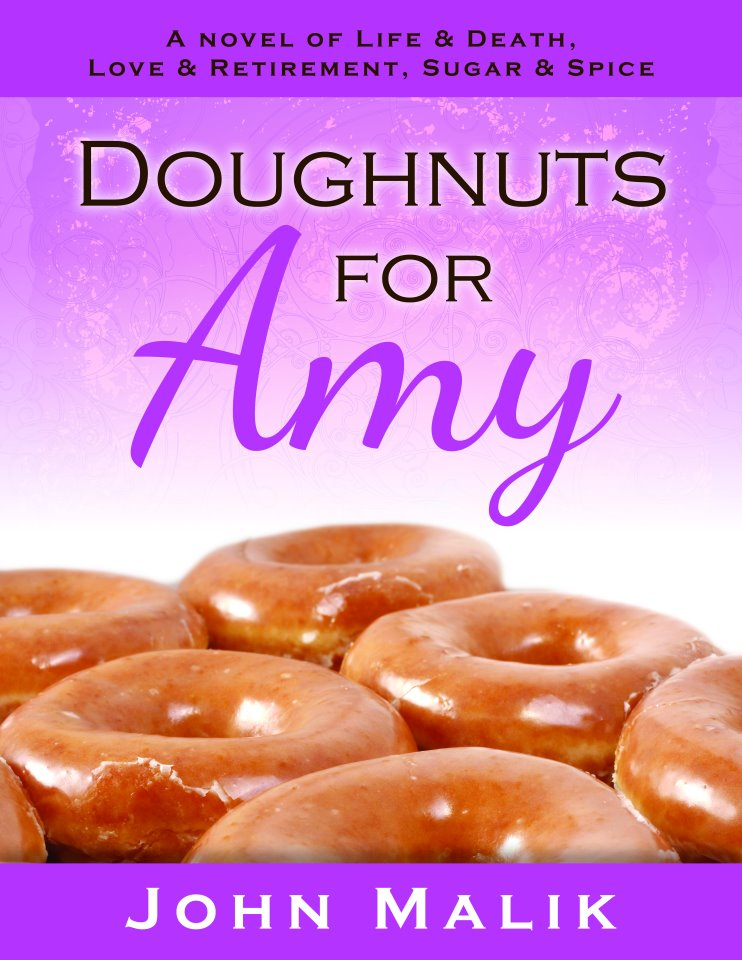 A NOVEL OF LIFE & DEATH,
LOVE & RETIREMENT, SUGAR & SPICE
DOUGHNUTS
FOR
Amy
JOHN MALIK